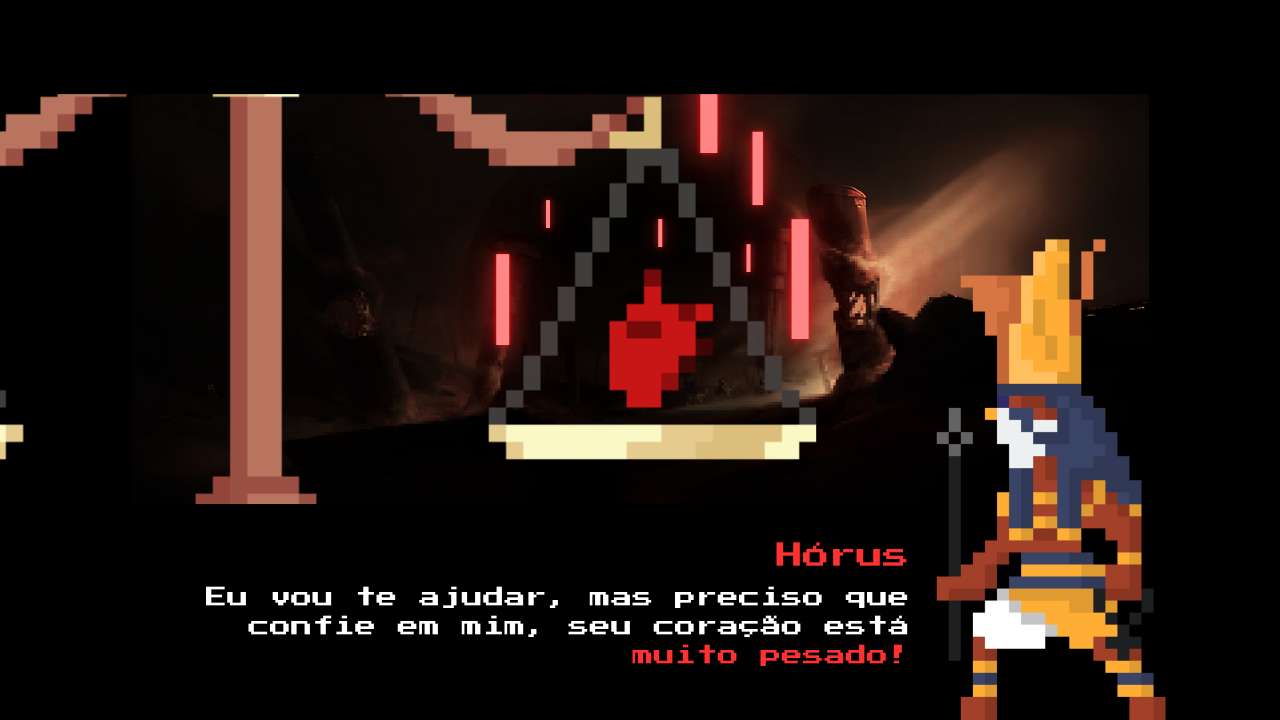 Hórus
Eu vou te ajudar, mas preciso que
confie em mim, seu coração está
muito pesado!